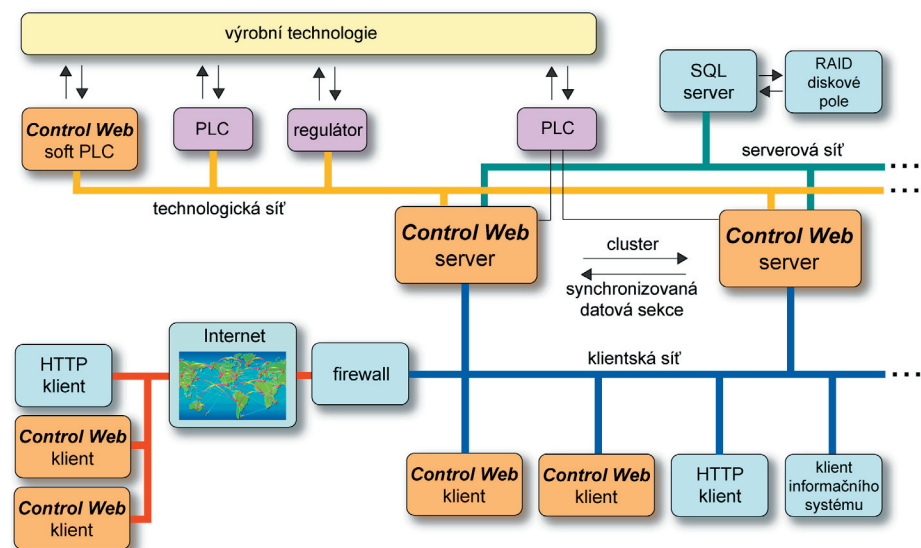 výrobní technologie
SQL
server
RAID
diskové
pole
Control Web
soft PLC
PLC
regulátor
PLC
serverová síť
technologická síť
Control Web
server
cluster
synchronizovaná
datová sekce
Control Web
server
Internet
HTTP
klient
firewall
klientská síť
Control Web
klient
Control Web
klient
Control Web
klient
Control Web
klient
HTTP
klient
klient
informačního
systému